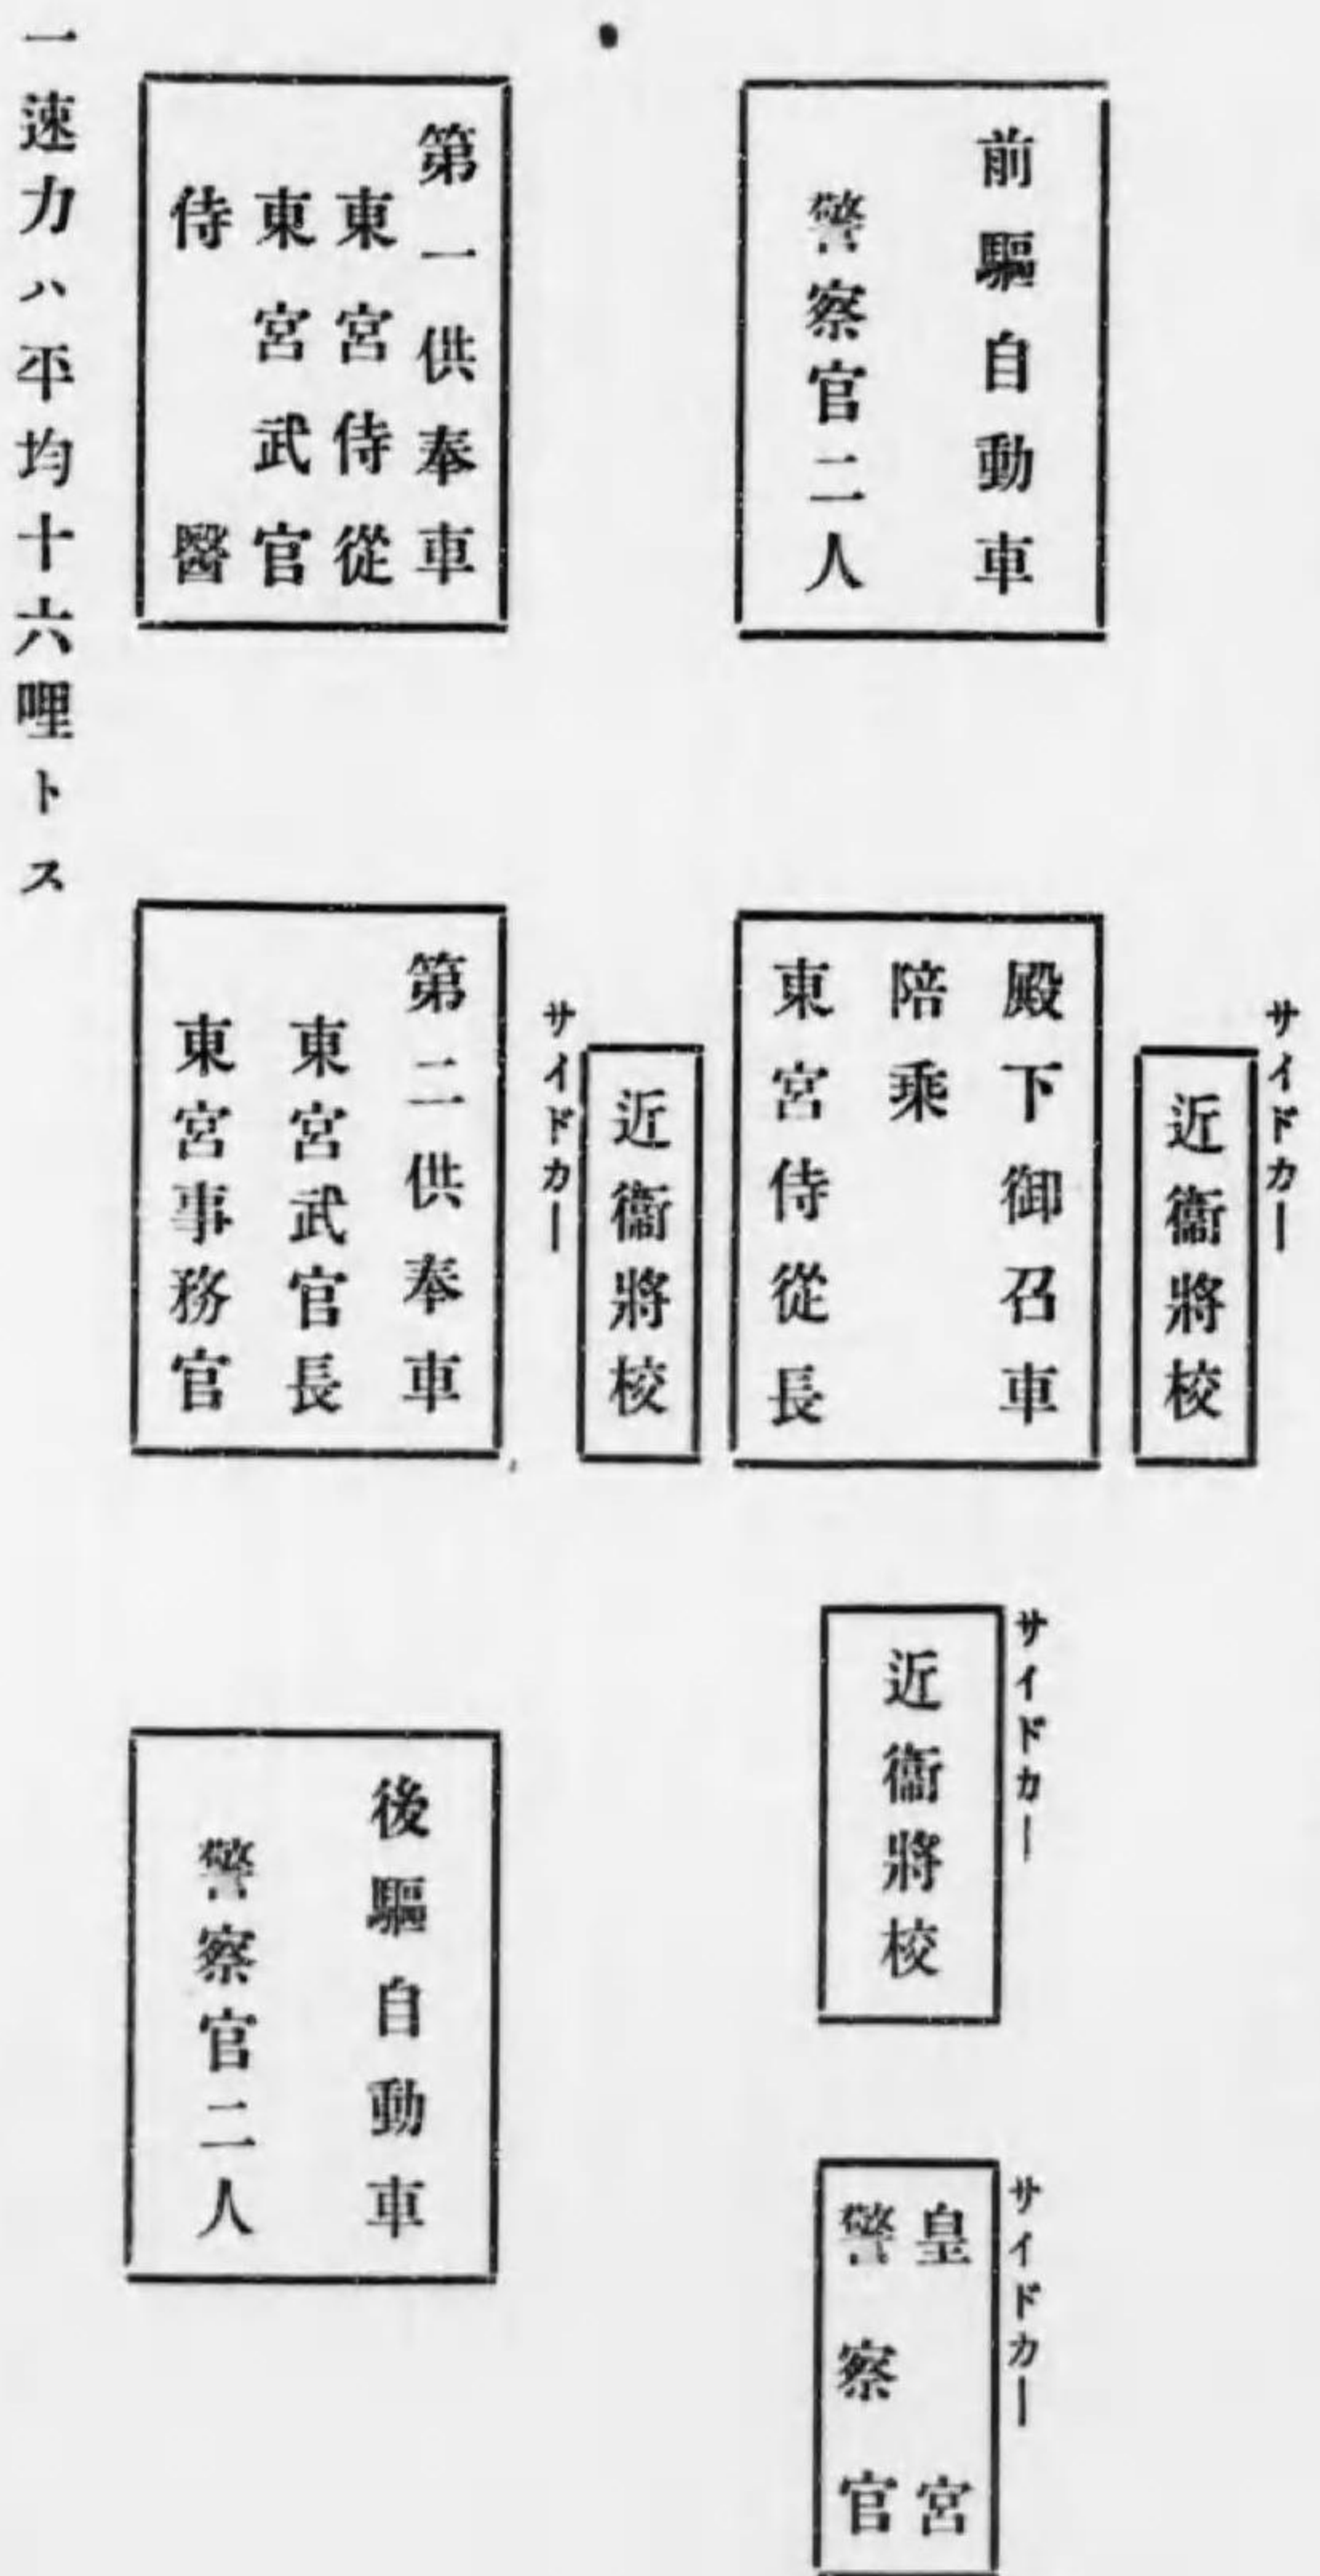 前驅自動車
警察官二人
サイドカー
近衞將校
殿下御召車
陪乘
東宮侍從長
サイドカー
近衞將校
サイドカー
近衞將校
サイドカー
皇宮
警察官
第一供奉車
東宮侍從
東宮武官
侍醫
第二供奉車
東宮武官長
東宮事務官
後驅自動車
警察官二人
一速力ハ平均十六哩トス